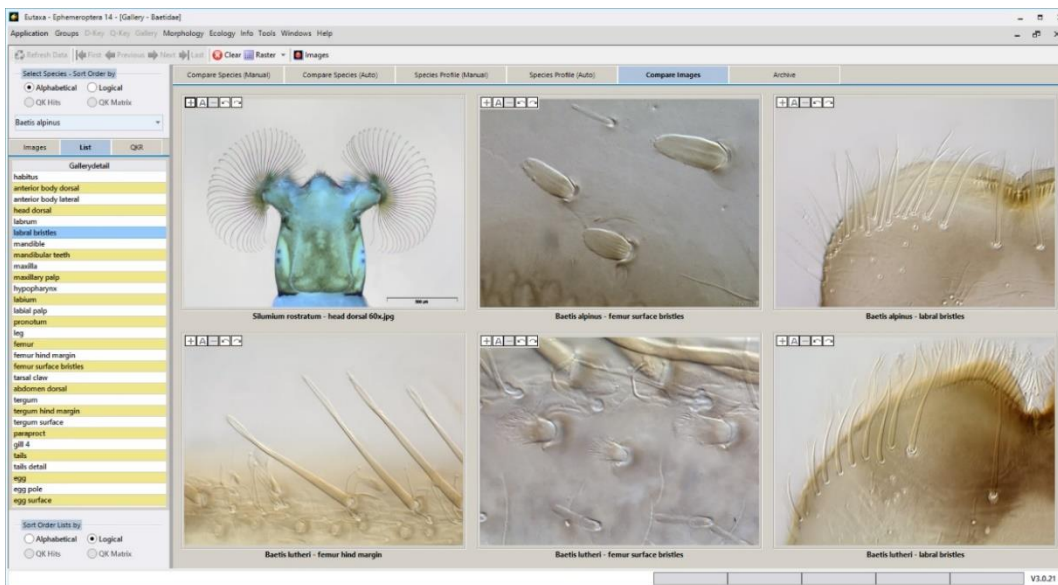 Eutaxa - Ephemeroptera 14 - [Gallery - Baetidae]
Application Groups D-Key Q-Key Gallery Morphology Ecology Info Tools Windows Help
Refresh Data First Previous Next Last Clear Raster Images
Select Species - Sort Order by
Alphabetical Logical
QK Hits QK Matrix
Baetis alpinus
Images List QKR
Gallerydetail
habitus
anterior body dorsal
anterior body lateral
head dorsal
labrum
labral bristles
mandible
mandibular teeth
maxilla
maxillary palp
hypopharynx
labium
labial palp
pronotum
leg
femur
femur hind margin
femur surface bristles
tarsal claw
abdomen dorsal
tergum
tergum hind margin
tergum surface
paraproct
gill 4
tails
tails detail
egg
egg pole
egg surface
Sort Order Lists by
Alphabetical Logical
QK Hits QK Matrix
Compare Species (Manual) Compare Species (Auto) Species Profile (Manual) Species Profile (Auto) Compare Images Archive
A
A
A
Silumium rostratum - head dorsal 60x.jpg
Baetis alpinus - femur surface bristles
Baetis alpinus - labral bristles
A
A
A
Baetis lutheri - femur hind margin
Baetis lutheri - femur surface bristles
Baetis lutheri - labral bristles
V3.0.21